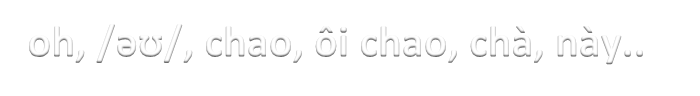 oh, /əʊ/, chao, ôi chao, chà, này..